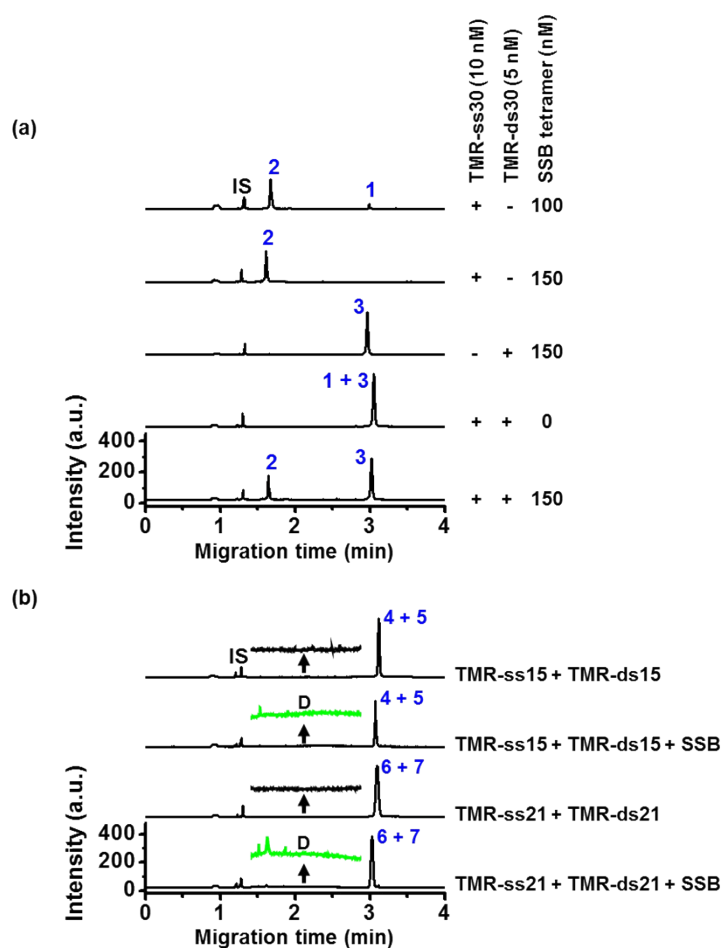 (a)
TMR-ss30 (10 nM)
TMR-ds30 (5 nM)
SSB tetramer (nM)
IS
2
1
+ - 100
2
+ - 150
3
- + 150
1 + 3
+ + 0
2
3
+ + 150
Intensity (a.u.)
400
200
0
0 1 2 3 4
Migration time (min)
(b)
IS
4 + 5
TMR-ss15 + TMR-ds15
D
4 + 5
TMR-ss15 + TMR-ds15 + SSB
6 + 7
TMR-ss21 + TMR-ds21
D
6 + 7
TMR-ss21 + TMR-ds21 + SSB
Intensity (a.u.)
400
200
0
0 1 2 3 4
Migration time (min)